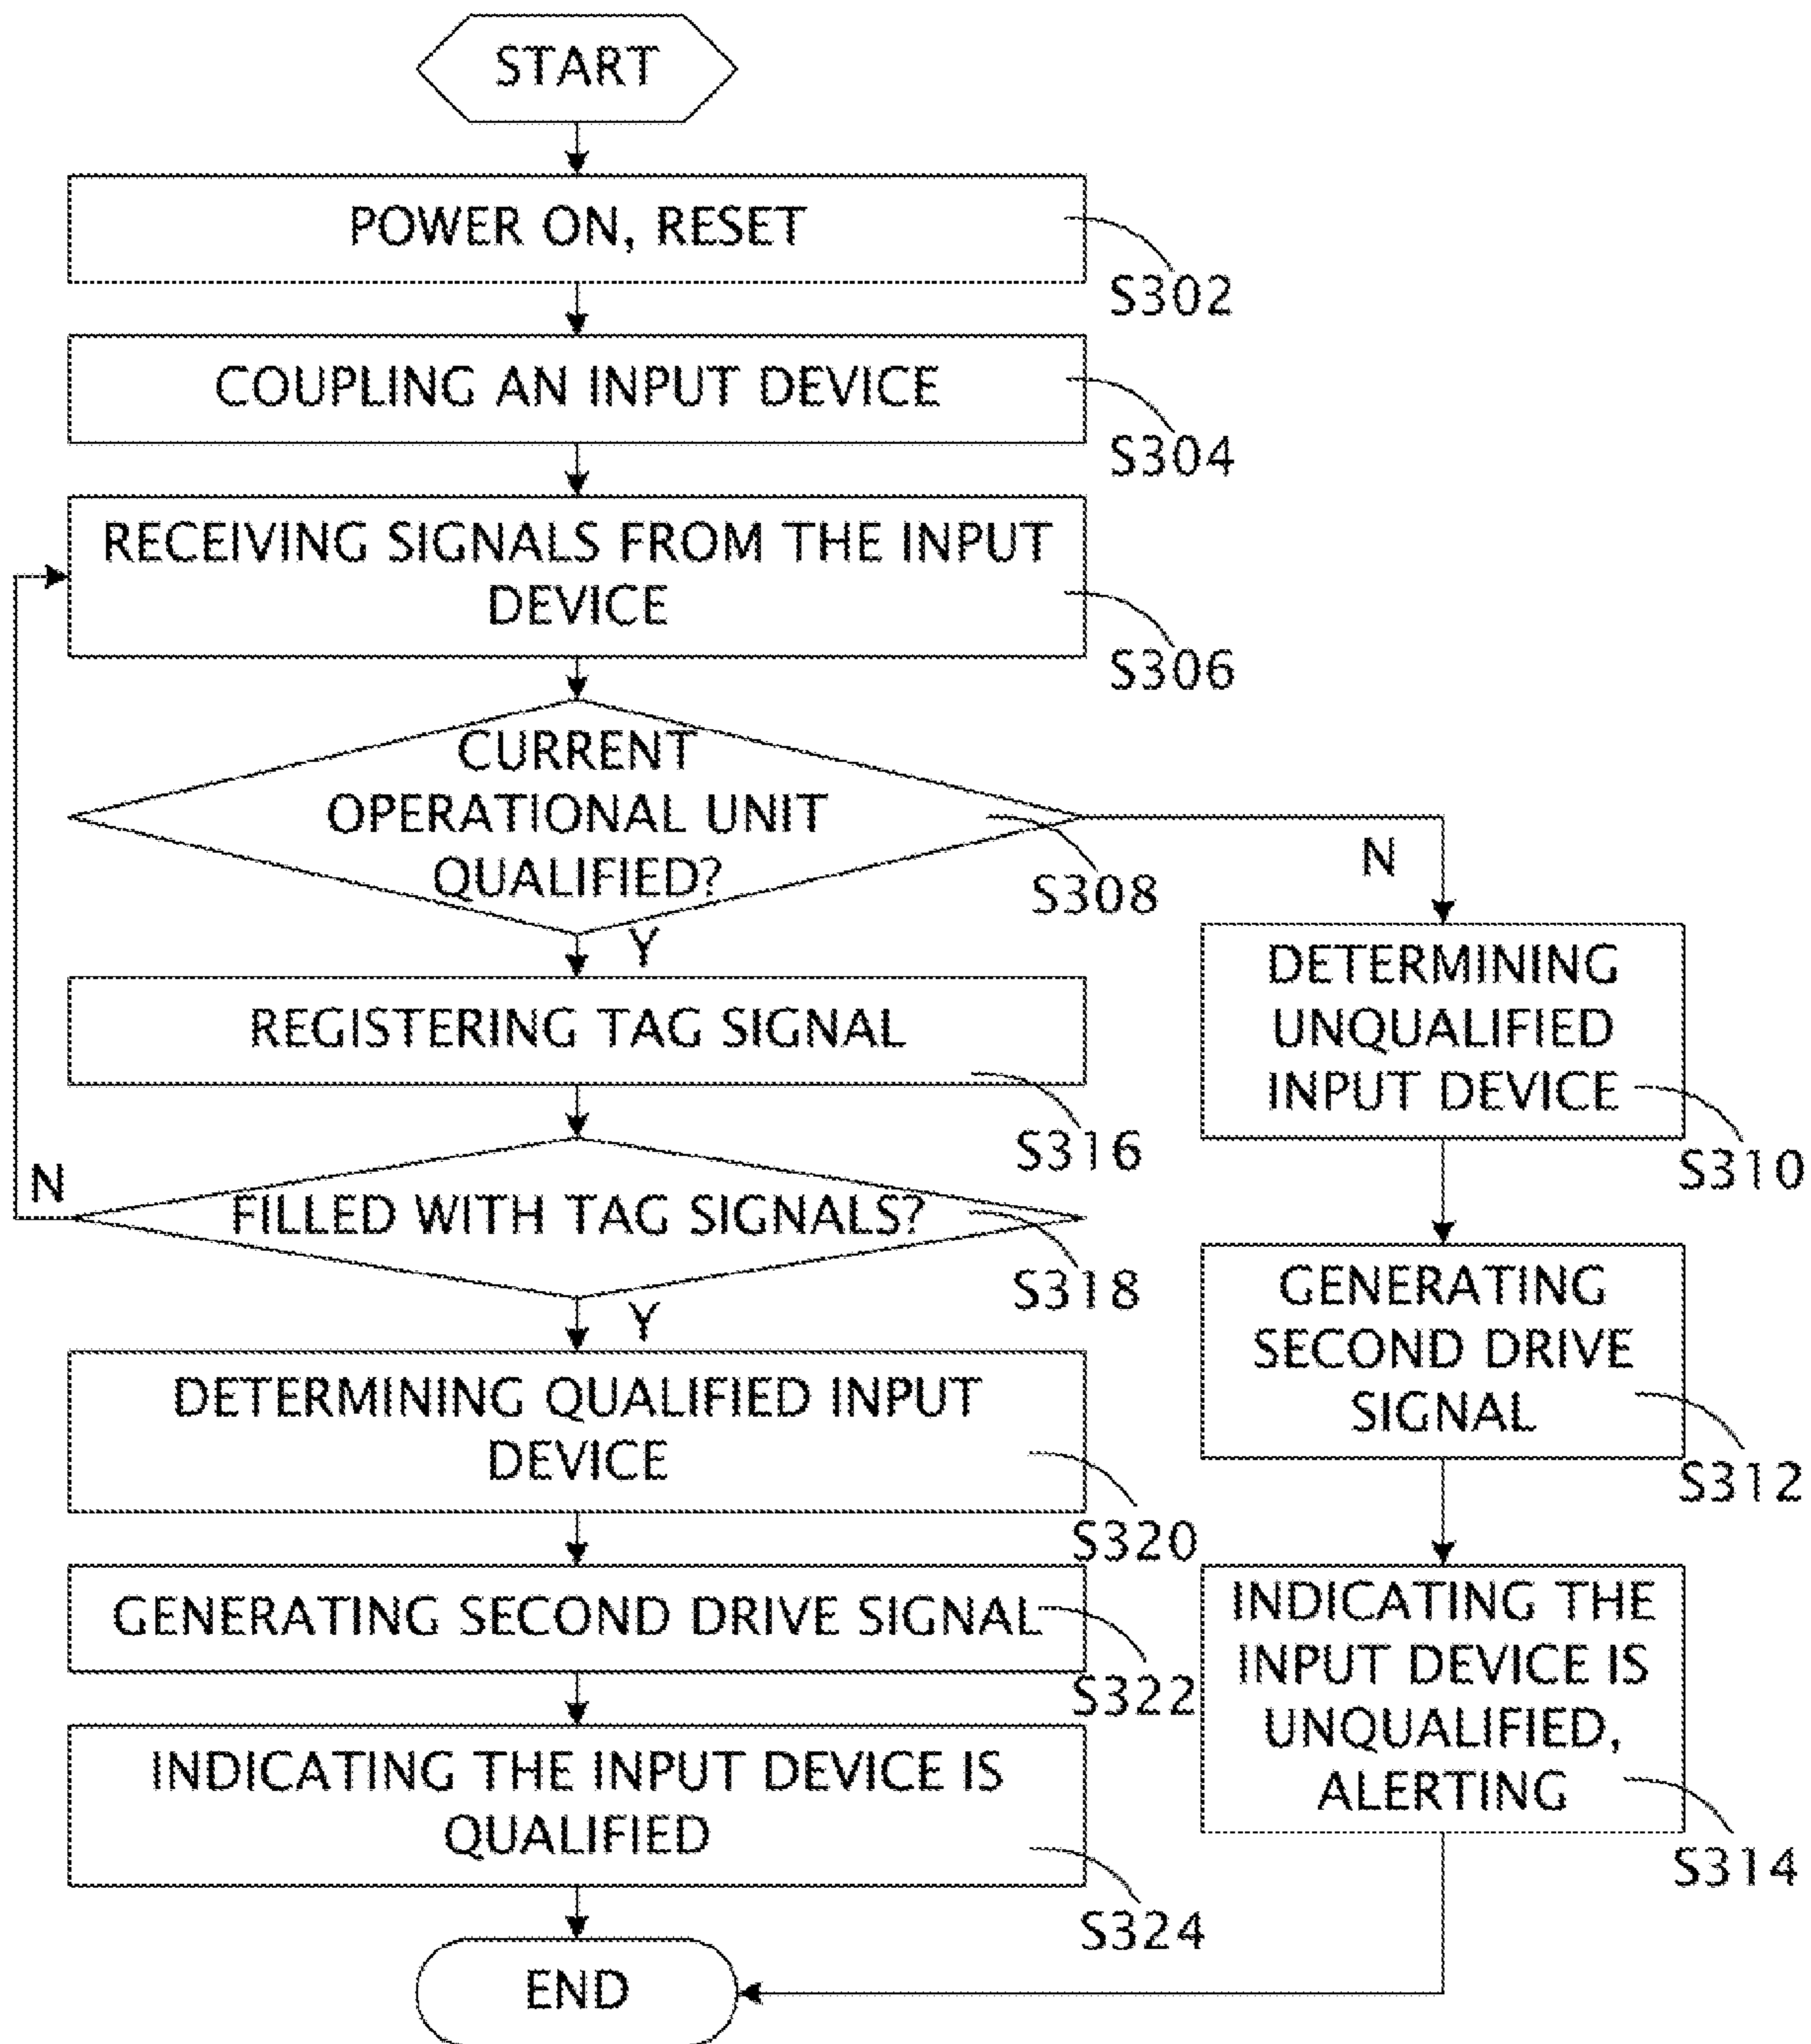 START
POWER ON, RESET
S302
COUPLING AN INPUT DEVICE
S304
RECEIVING SIGNALS FROM THE INPUT
DEVICE
S306
CURRENT
OPERATIONAL UNIT
QUALIFIED?
S308
N
Y
DETERMINING
UNQUALIFIED
INPUT DEVICE
S310
REGISTERING TAG SIGNAL
S316
N
FILLED WITH TAG SIGNALS?
S318
Y
GENERATING
SECOND DRIVE
SIGNAL
S312
DETERMINING QUALIFIED INPUT
DEVICE
S320
GENERATING SECOND DRIVE SIGNAL
S322
INDICATING THE
INPUT DEVICE IS
UNQUALIFIED,
ALERTING
S314
INDICATING THE INPUT DEVICE IS
QUALIFIED
S324
END